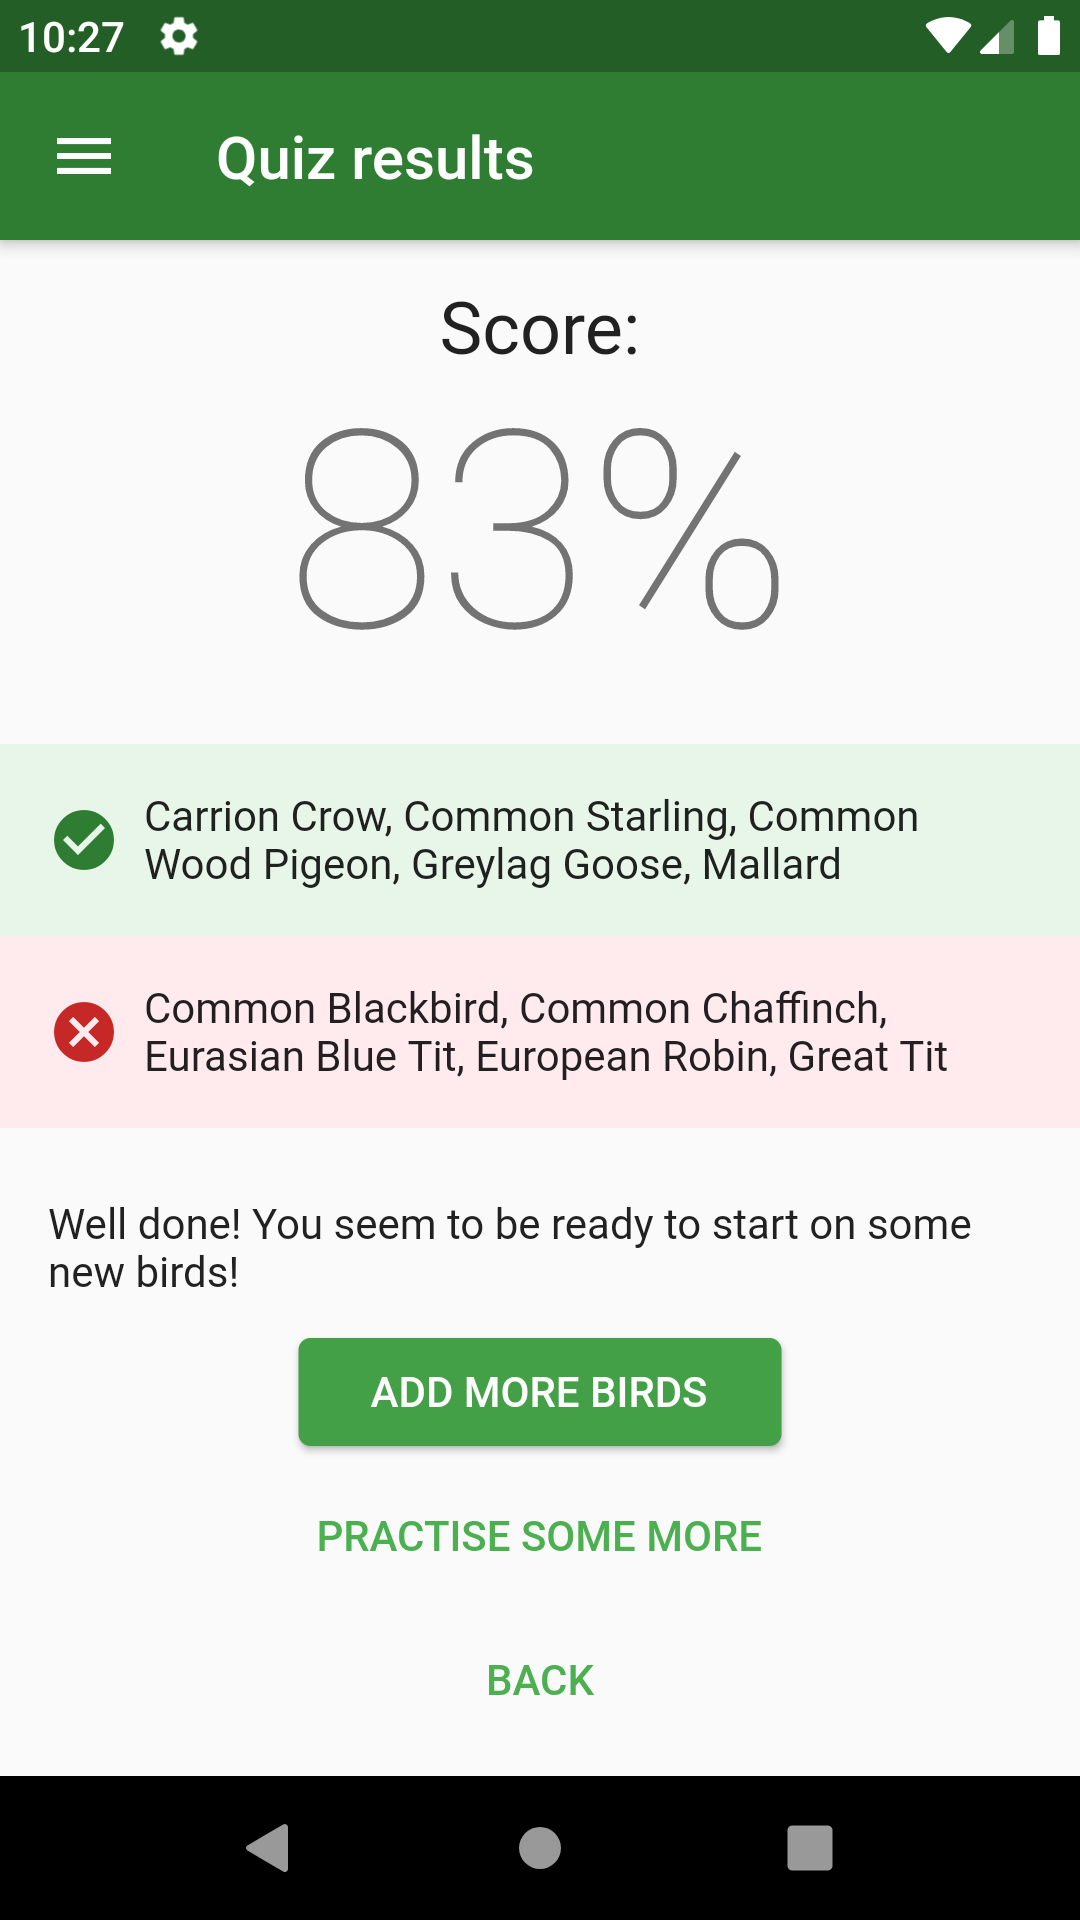 10:27
Quiz results
Score:
83%
Carrion Crow, Common Starling, Common
Wood Pigeon, Greylag Goose, Mallard
Common Blackbird, Common Chaffinch,
Eurasian Blue Tit, European Robin, Great Tit
Well done! You seem to be ready to start on some
new birds!
ADD MORE BIRDS
PRACTISE SOME MORE
BACK